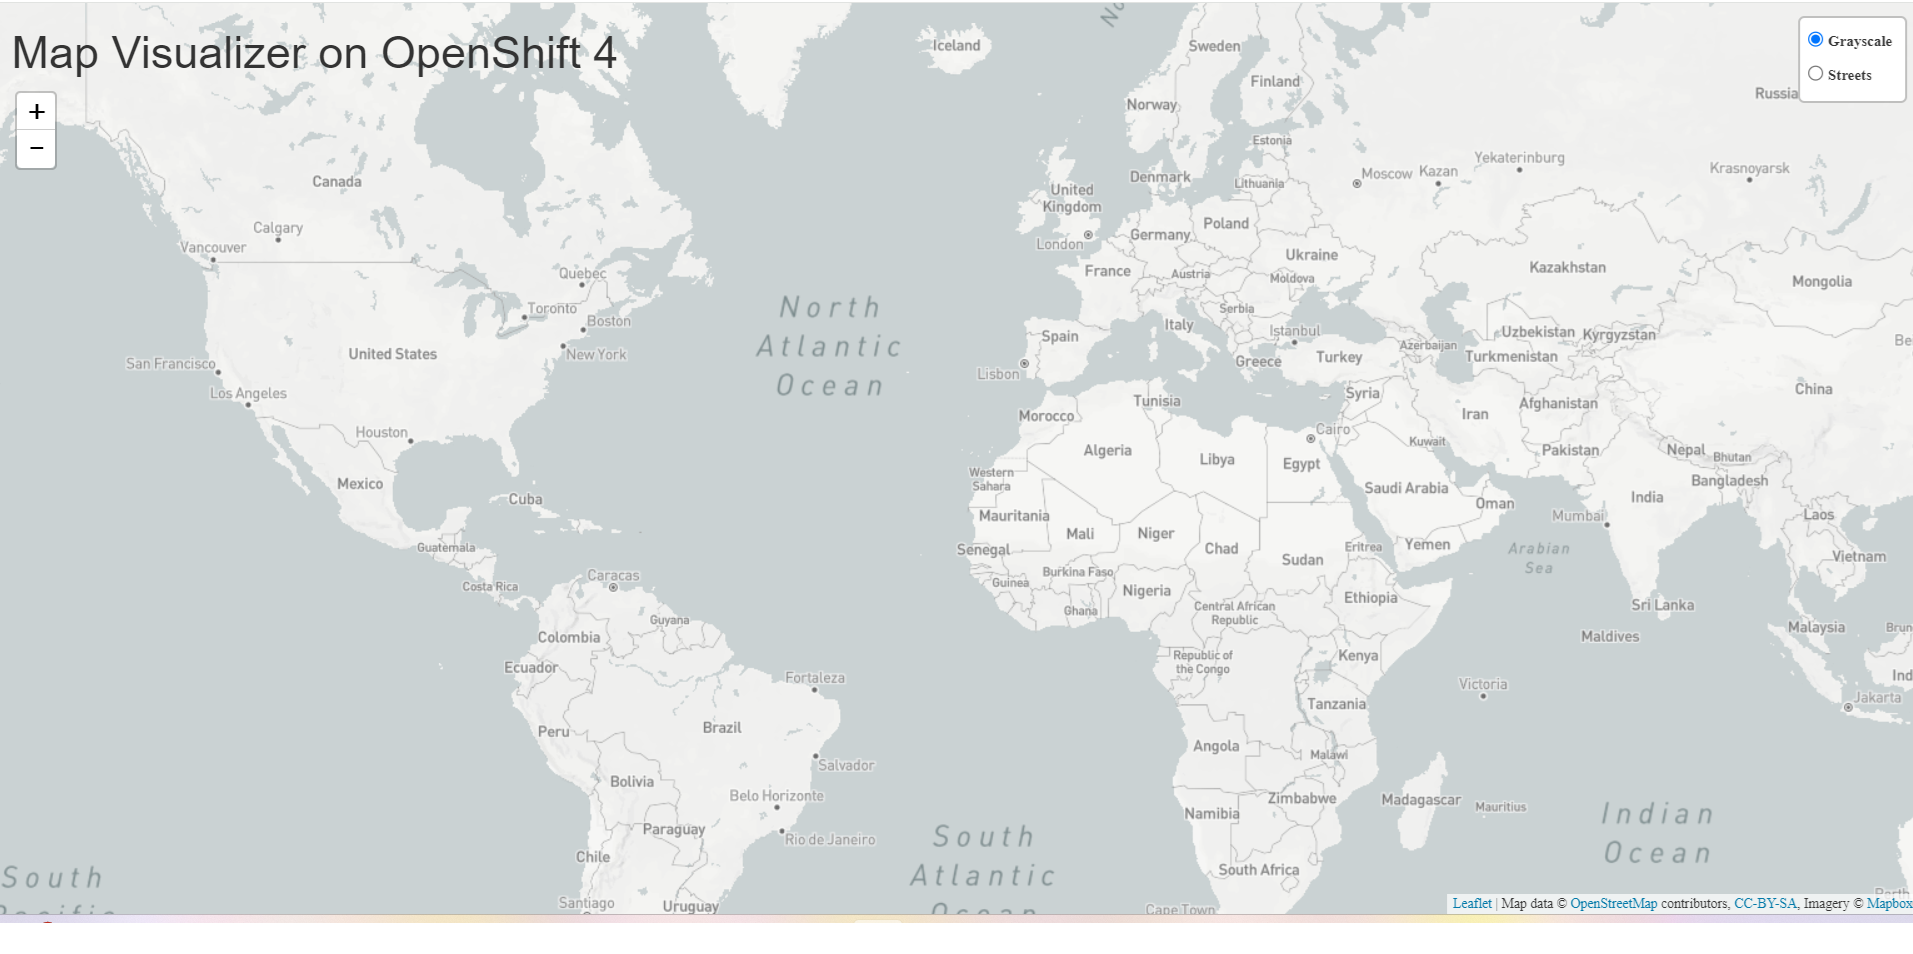 Map Visualizer on OpenShift 4
+
−
Grayscale
Streets
Iceland
Sweden
Finland
Norway
Russia
Estonia
Denmark
Lithuania
Moscow
Kazan
Yekaterinburg
Krasnoyarsk
Canada
Calgary
Vancouver
United
Kingdom
London
Germany
Poland
Ukraine
France
Austria
Moldova
Kazakhstan
Mongolia
Quebec
Toronto
Boston
New York
United States
San Francisco
Los Angeles
Houston
North
Atlantic
Ocean
Serbia
Spain
Italy
Istanbul
Lisbon
Greece
Turkey
Azerbaijan
Uzbekistan
Kyrgyzstan
Turkmenistan
Be
China
Syria
Afghanistan
Iran
Tunisia
Morocco
Cairo
Kuwait
Algeria
Libya
Egypt
Pakistan
Nepal
Bhutan
Bangladesh
Mexico
Cuba
Western
Sahara
Saudi Arabia
Oman
India
Mumbai
Mauritania
Mali
Niger
Chad
Sudan
Eritrea
Yemen
Arabian
Sea
Laos
Vietnam
Guatemala
Costa Rica
Caracas
Senegal
Guinea
Burkina Faso
Ghana
Nigeria
Central African
Republic
Ethiopia
Sri Lanka
Maldives
Malaysia
Brun
Guyana
Colombia
Ecuador
Republic of
the Congo
Kenya
Fortaleza
Victoria
Ind
Jakarta
Tanzania
Peru
Brazil
Angola
Malawi
Salvador
Bolivia
Belo Horizonte
Zimbabwe
Madagascar
Mauritius
Namibia
Indian
Ocean
Paraguay
Rio de Janeiro
South
Atlantic
Ocean
Chile
South Africa
South
Pacific
Santiago
Uruguay
Cape Town
Perth
Leaflet | Map data © OpenStreetMap contributors, CC-BY-SA, Imagery © Mapbox